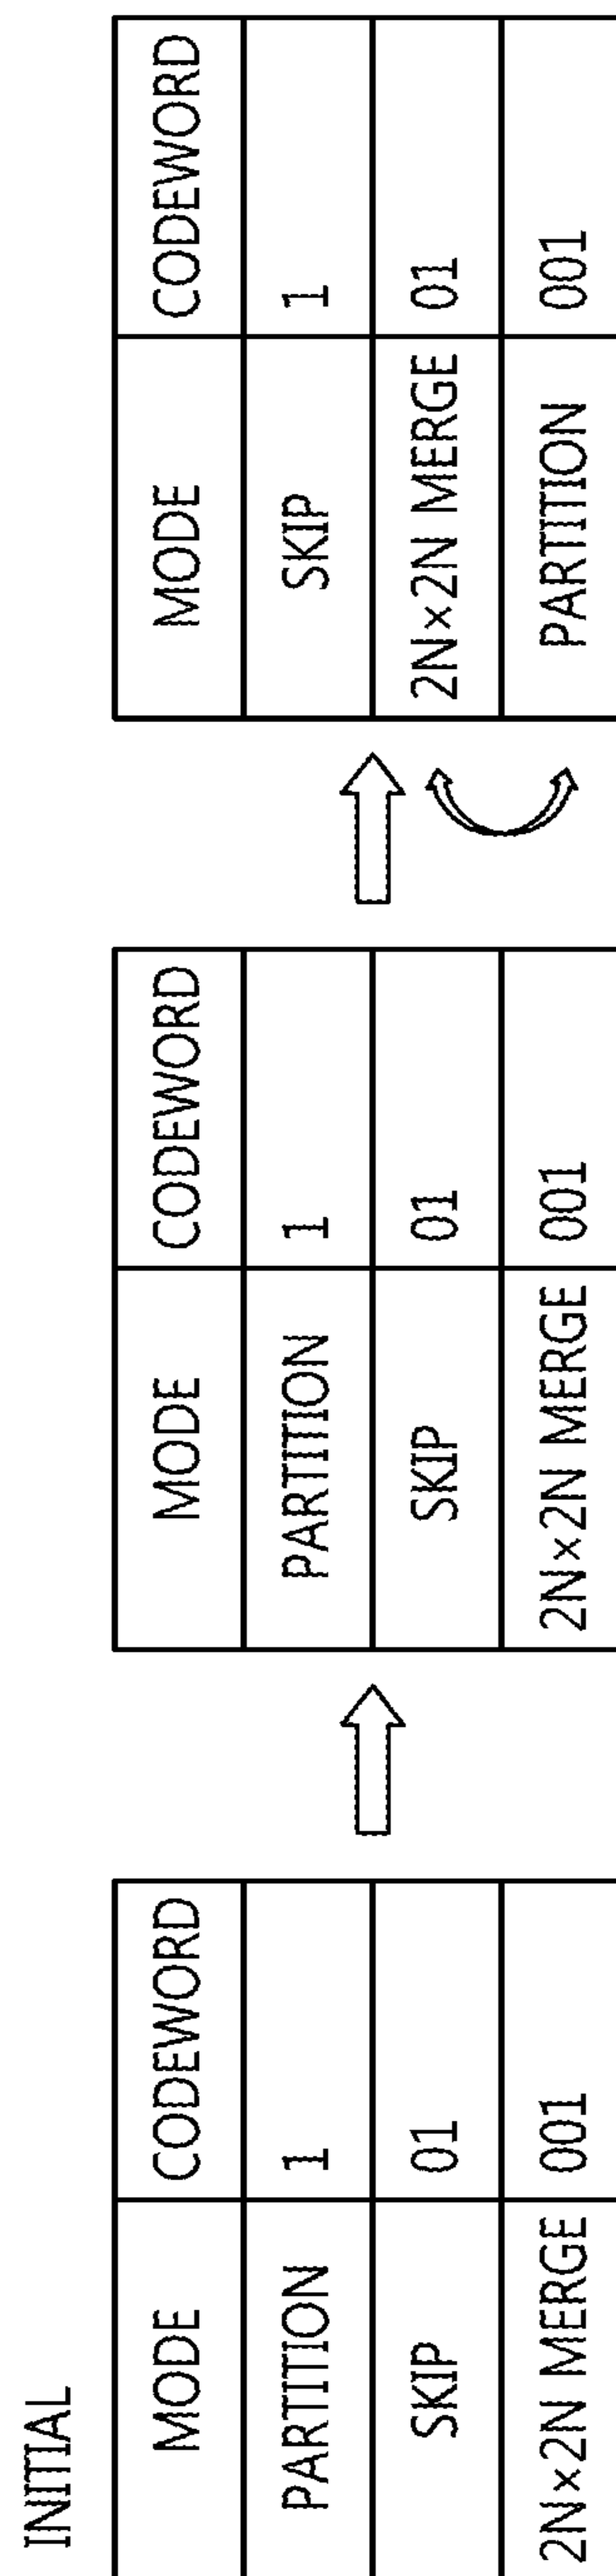 INITIAL
MODE CODEWORD
PARTITION 1
SKIP 01
2N×2N MERGE 001
MODE CODEWORD
PARTITION 1
SKIP 01
2N×2N MERGE 001
MODE CODEWORD
SKIP 1
2N×2N MERGE 01
PARTITION 001